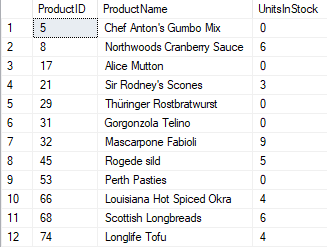 ProductID ProductName UnitsInStock
1 5 Chef Anton's Gumbo Mix 0
2 8 Northwoods Cranberry Sauce 6
3 17 Alice Mutton 0
4 21 Sir Rodney's Scones 3
5 29 Thüringer Rostbratwurst 0
6 31 Gorgonzola Telino 0
7 32 Mascarpone Fabioli 9
8 45 Rogede sild 5
9 53 Perth Pasties 0
10 66 Louisiana Hot Spiced Okra 4
11 68 Scottish Longbreads 6
12 74 Longlife Tofu 4